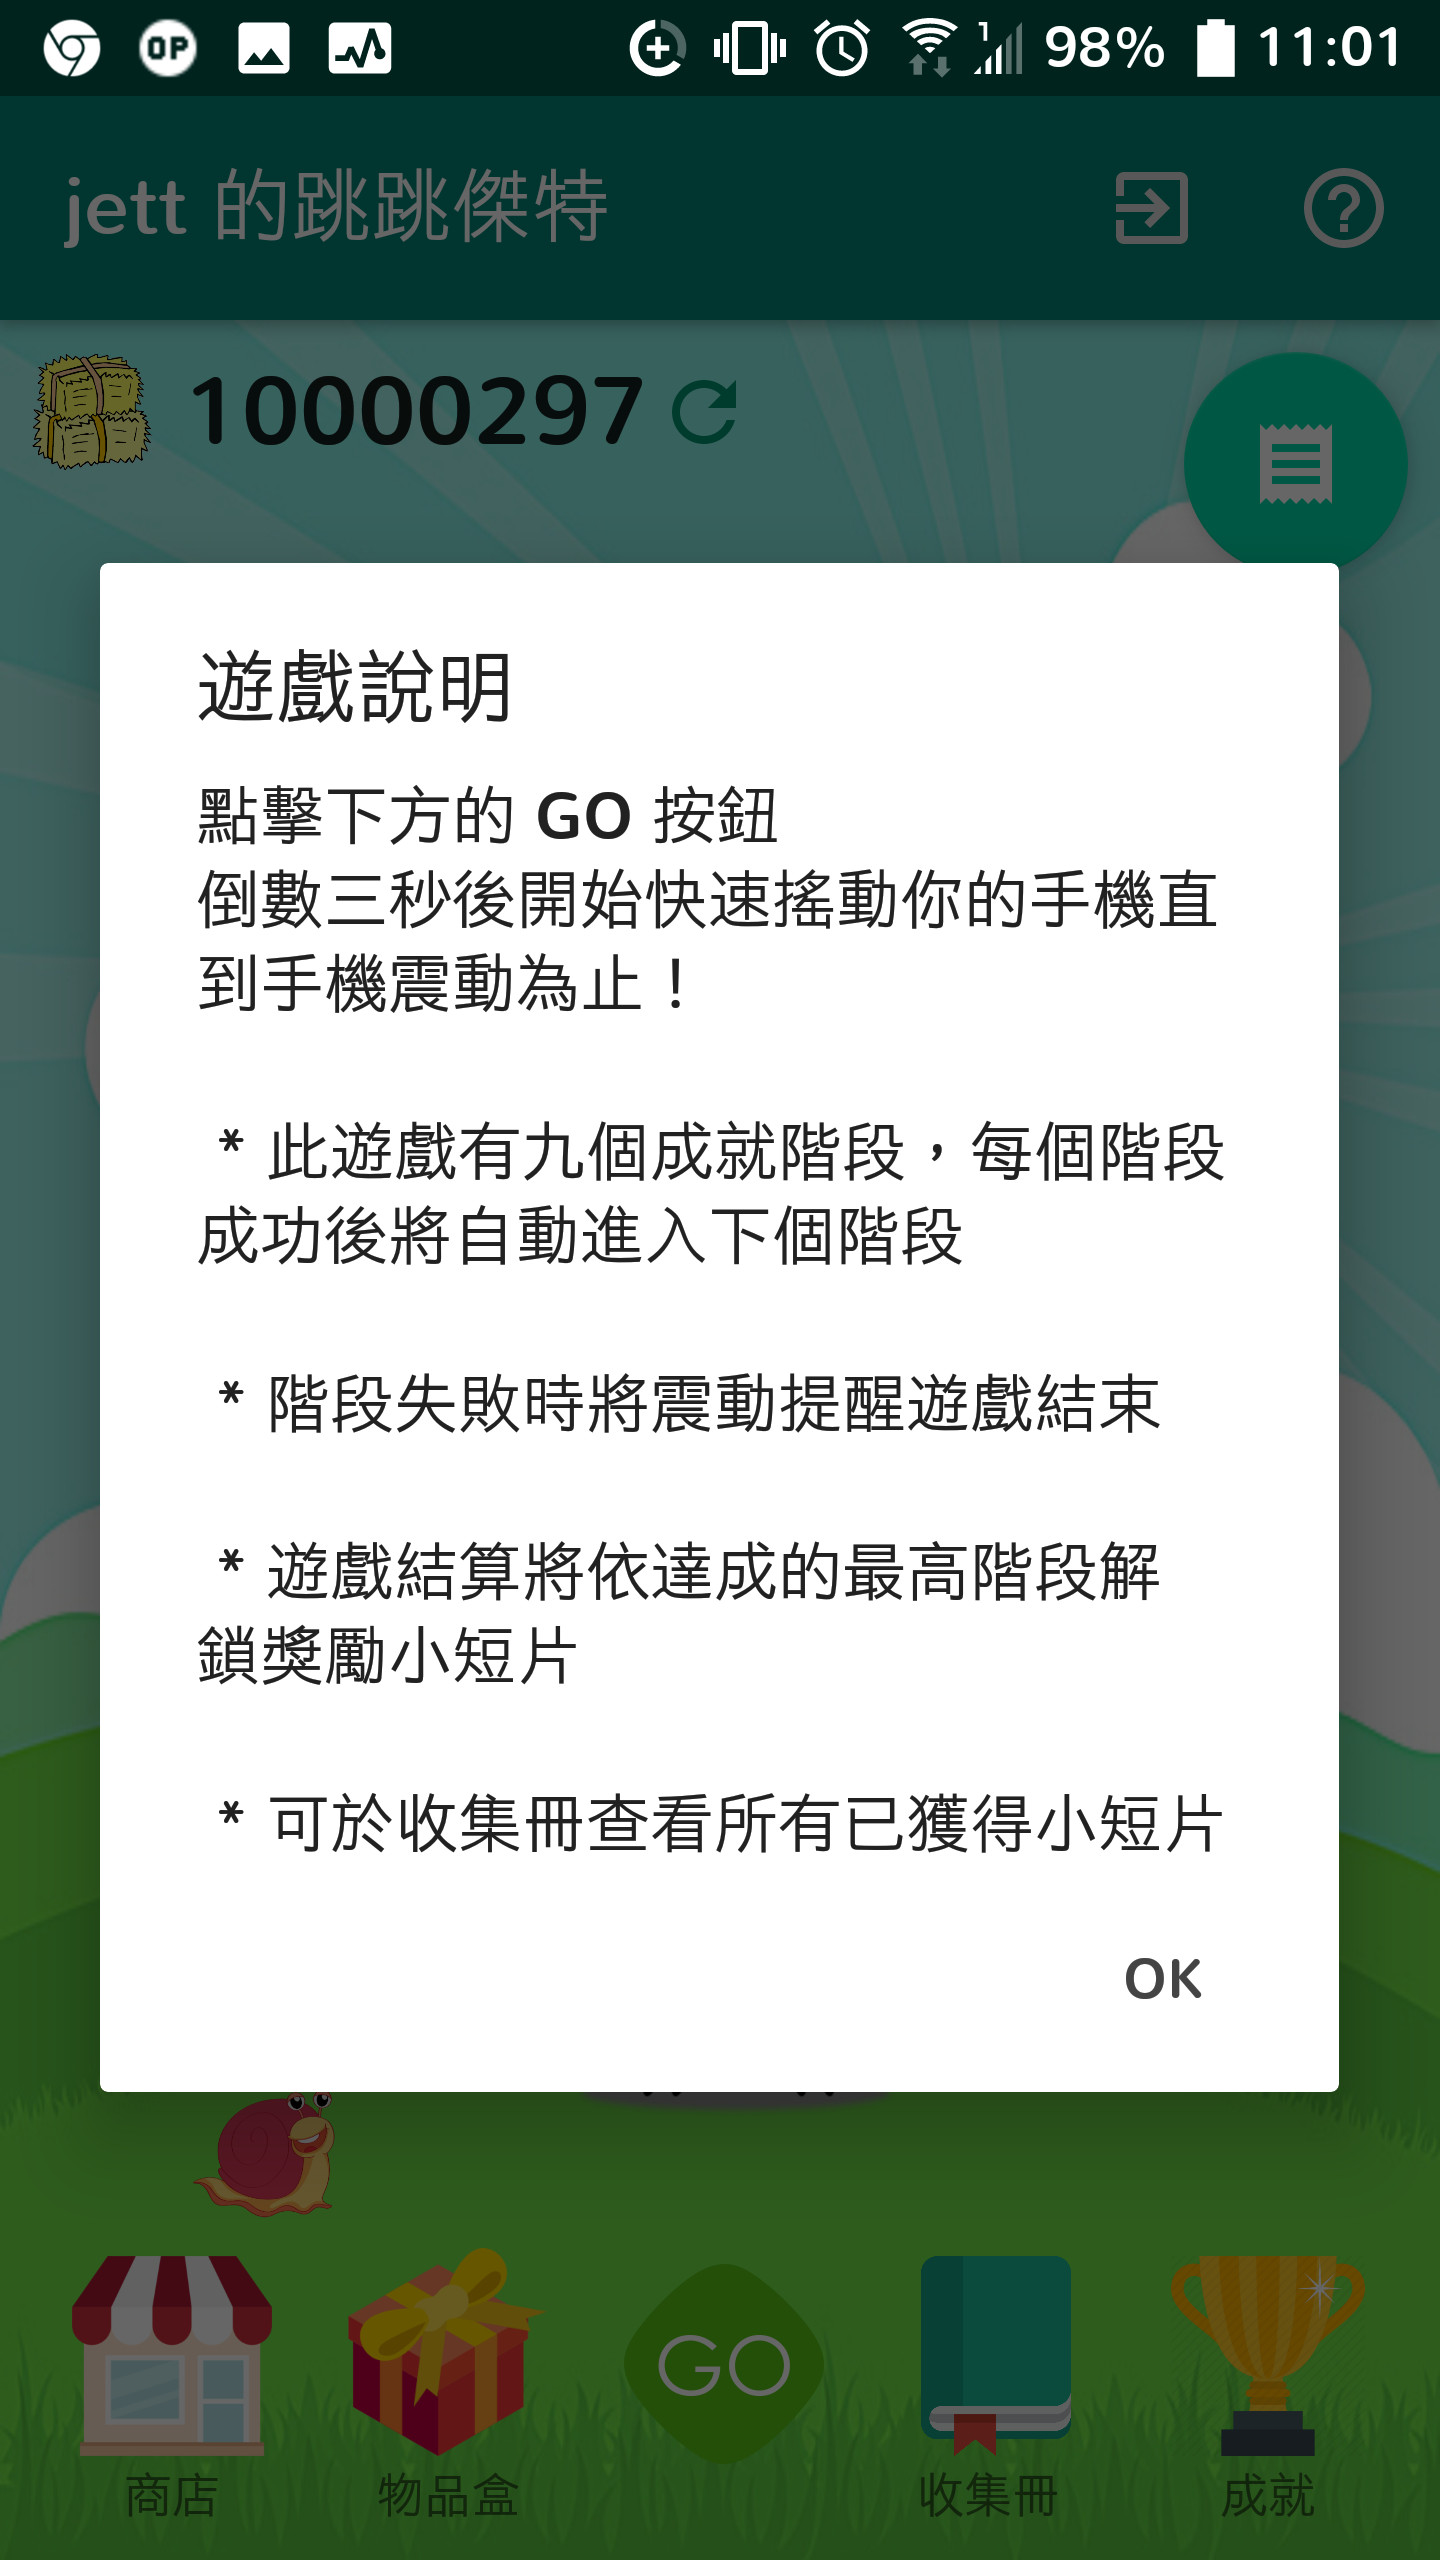 OP
1
98%
11:01
jett 的跳跳傑特
10000297
遊戲說明
點擊下方的 GO 按鈕
倒數三秒後開始快速搖動你的手機直
到手機震動為止！
* 此遊戲有九個成就階段，每個階段
成功後將自動進入下個階段
* 階段失敗時將震動提醒遊戲結束
* 遊戲結算將依達成的最高階段解
鎖獎勵小短片
* 可於收集冊查看所有已獲得小短片
OK
GO
商店
物品盒
收集冊
成就